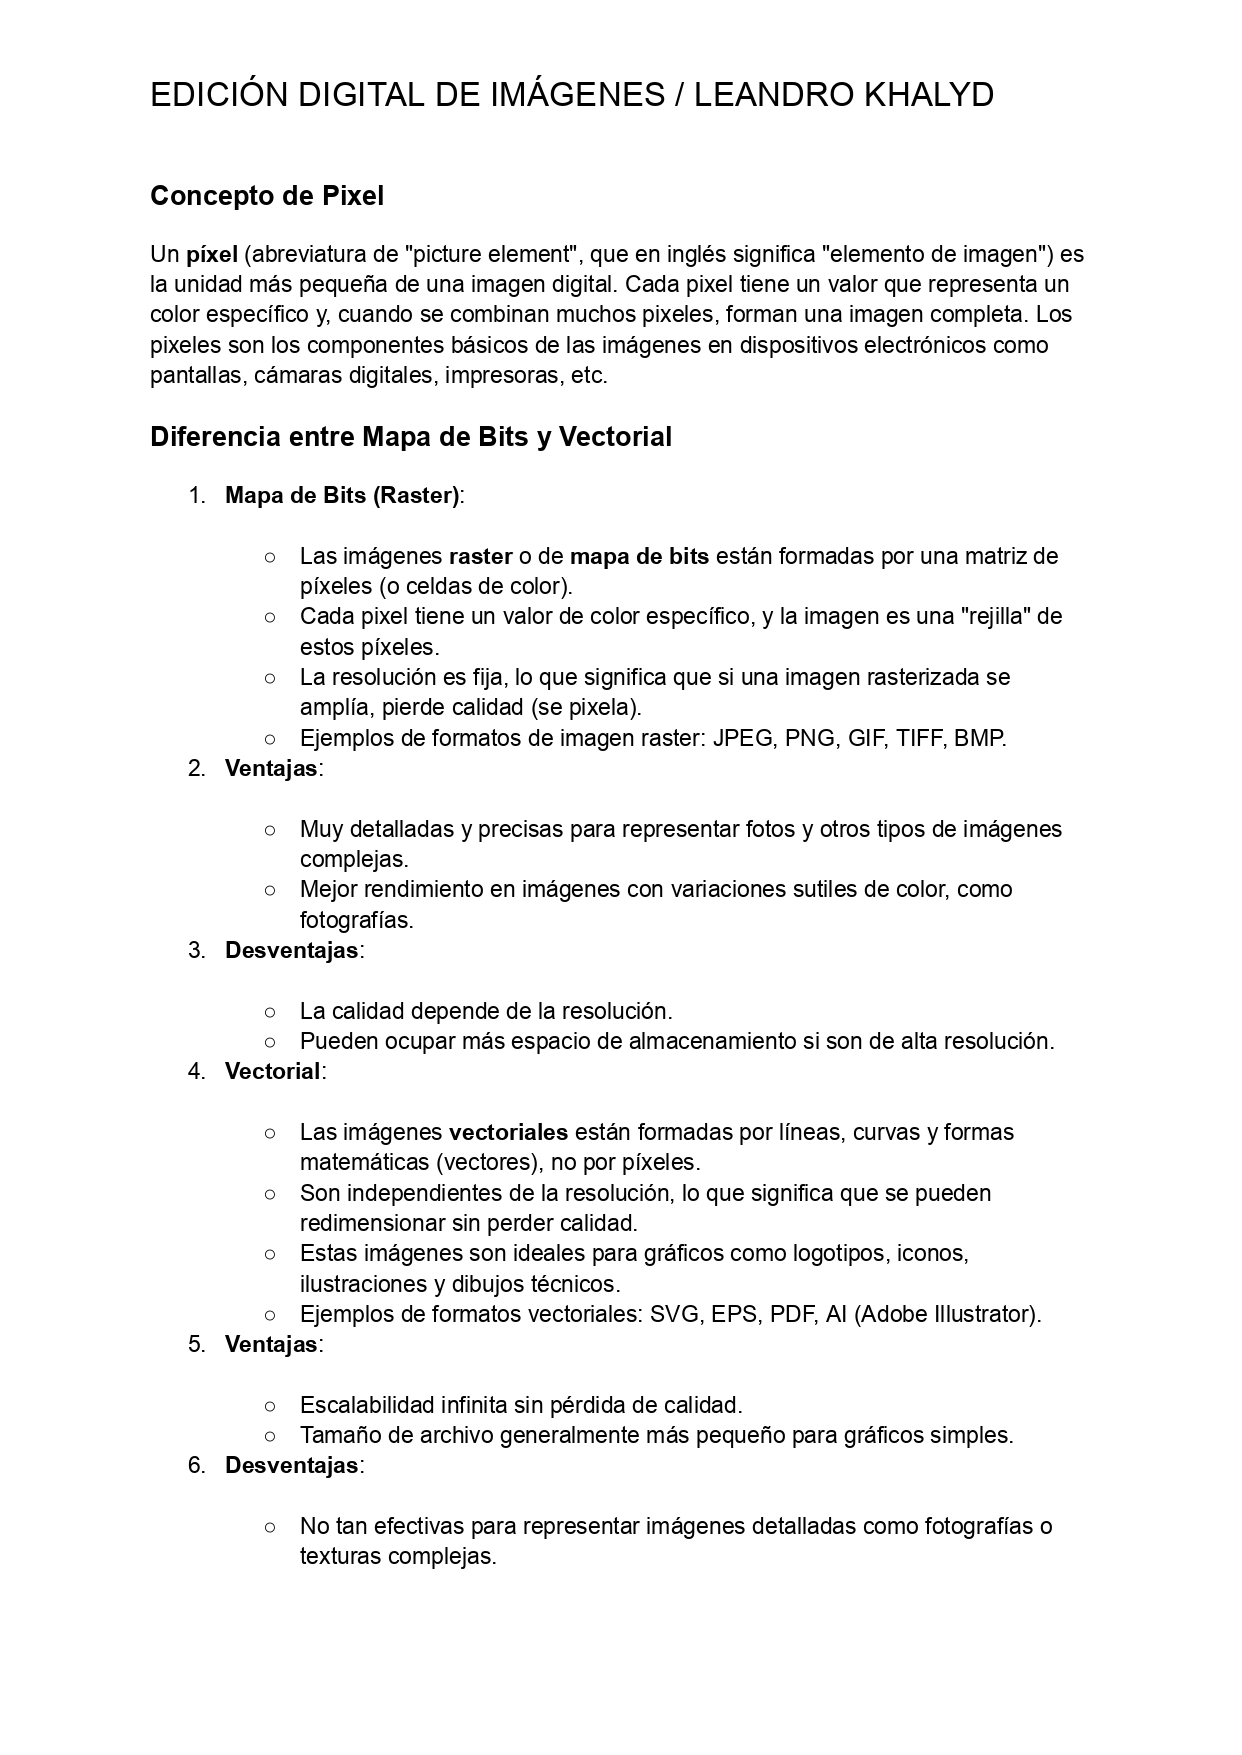 EDICIÓN DIGITAL DE IMÁGENES / LEANDRO KHALYD
Concepto de Pixel
Un píxel (abreviatura de "picture element", que en inglés significa "elemento de imagen") es
la unidad más pequeña de una imagen digital. Cada pixel tiene un valor que representa un
color específico y, cuando se combinan muchos pixeles, forman una imagen completa. Los
pixeles son los componentes básicos de las imágenes en dispositivos electrónicos como
pantallas, cámaras digitales, impresoras, etc.
Diferencia entre Mapa de Bits y Vectorial
1. Mapa de Bits (Raster):
○ Las imágenes raster o de mapa de bits están formadas por una matriz de
píxeles (o celdas de color).
○ Cada pixel tiene un valor de color específico, y la imagen es una "rejilla" de
estos píxeles.
○ La resolución es fija, lo que significa que si una imagen rasterizada se
amplía, pierde calidad (se pixela).
○ Ejemplos de formatos de imagen raster: JPEG, PNG, GIF, TIFF, BMP.
2. Ventajas:
○ Muy detalladas y precisas para representar fotos y otros tipos de imágenes
complejas.
○ Mejor rendimiento en imágenes con variaciones sutiles de color, como
fotografías.
3. Desventajas:
○ La calidad depende de la resolución.
○ Pueden ocupar más espacio de almacenamiento si son de alta resolución.
4. Vectorial:
○ Las imágenes vectoriales están formadas por líneas, curvas y formas
matemáticas (vectores), no por píxeles.
○ Son independientes de la resolución, lo que significa que se pueden
redimensionar sin perder calidad.
○ Estas imágenes son ideales para gráficos como logotipos, iconos,
ilustraciones y dibujos técnicos.
○ Ejemplos de formatos vectoriales: SVG, EPS, PDF, AI (Adobe Illustrator).
5. Ventajas:
○ Escalabilidad infinita sin pérdida de calidad.
○ Tamaño de archivo generalmente más pequeño para gráficos simples.
6. Desventajas:
○ No tan efectivas para representar imágenes detalladas como fotografías o
texturas complejas.